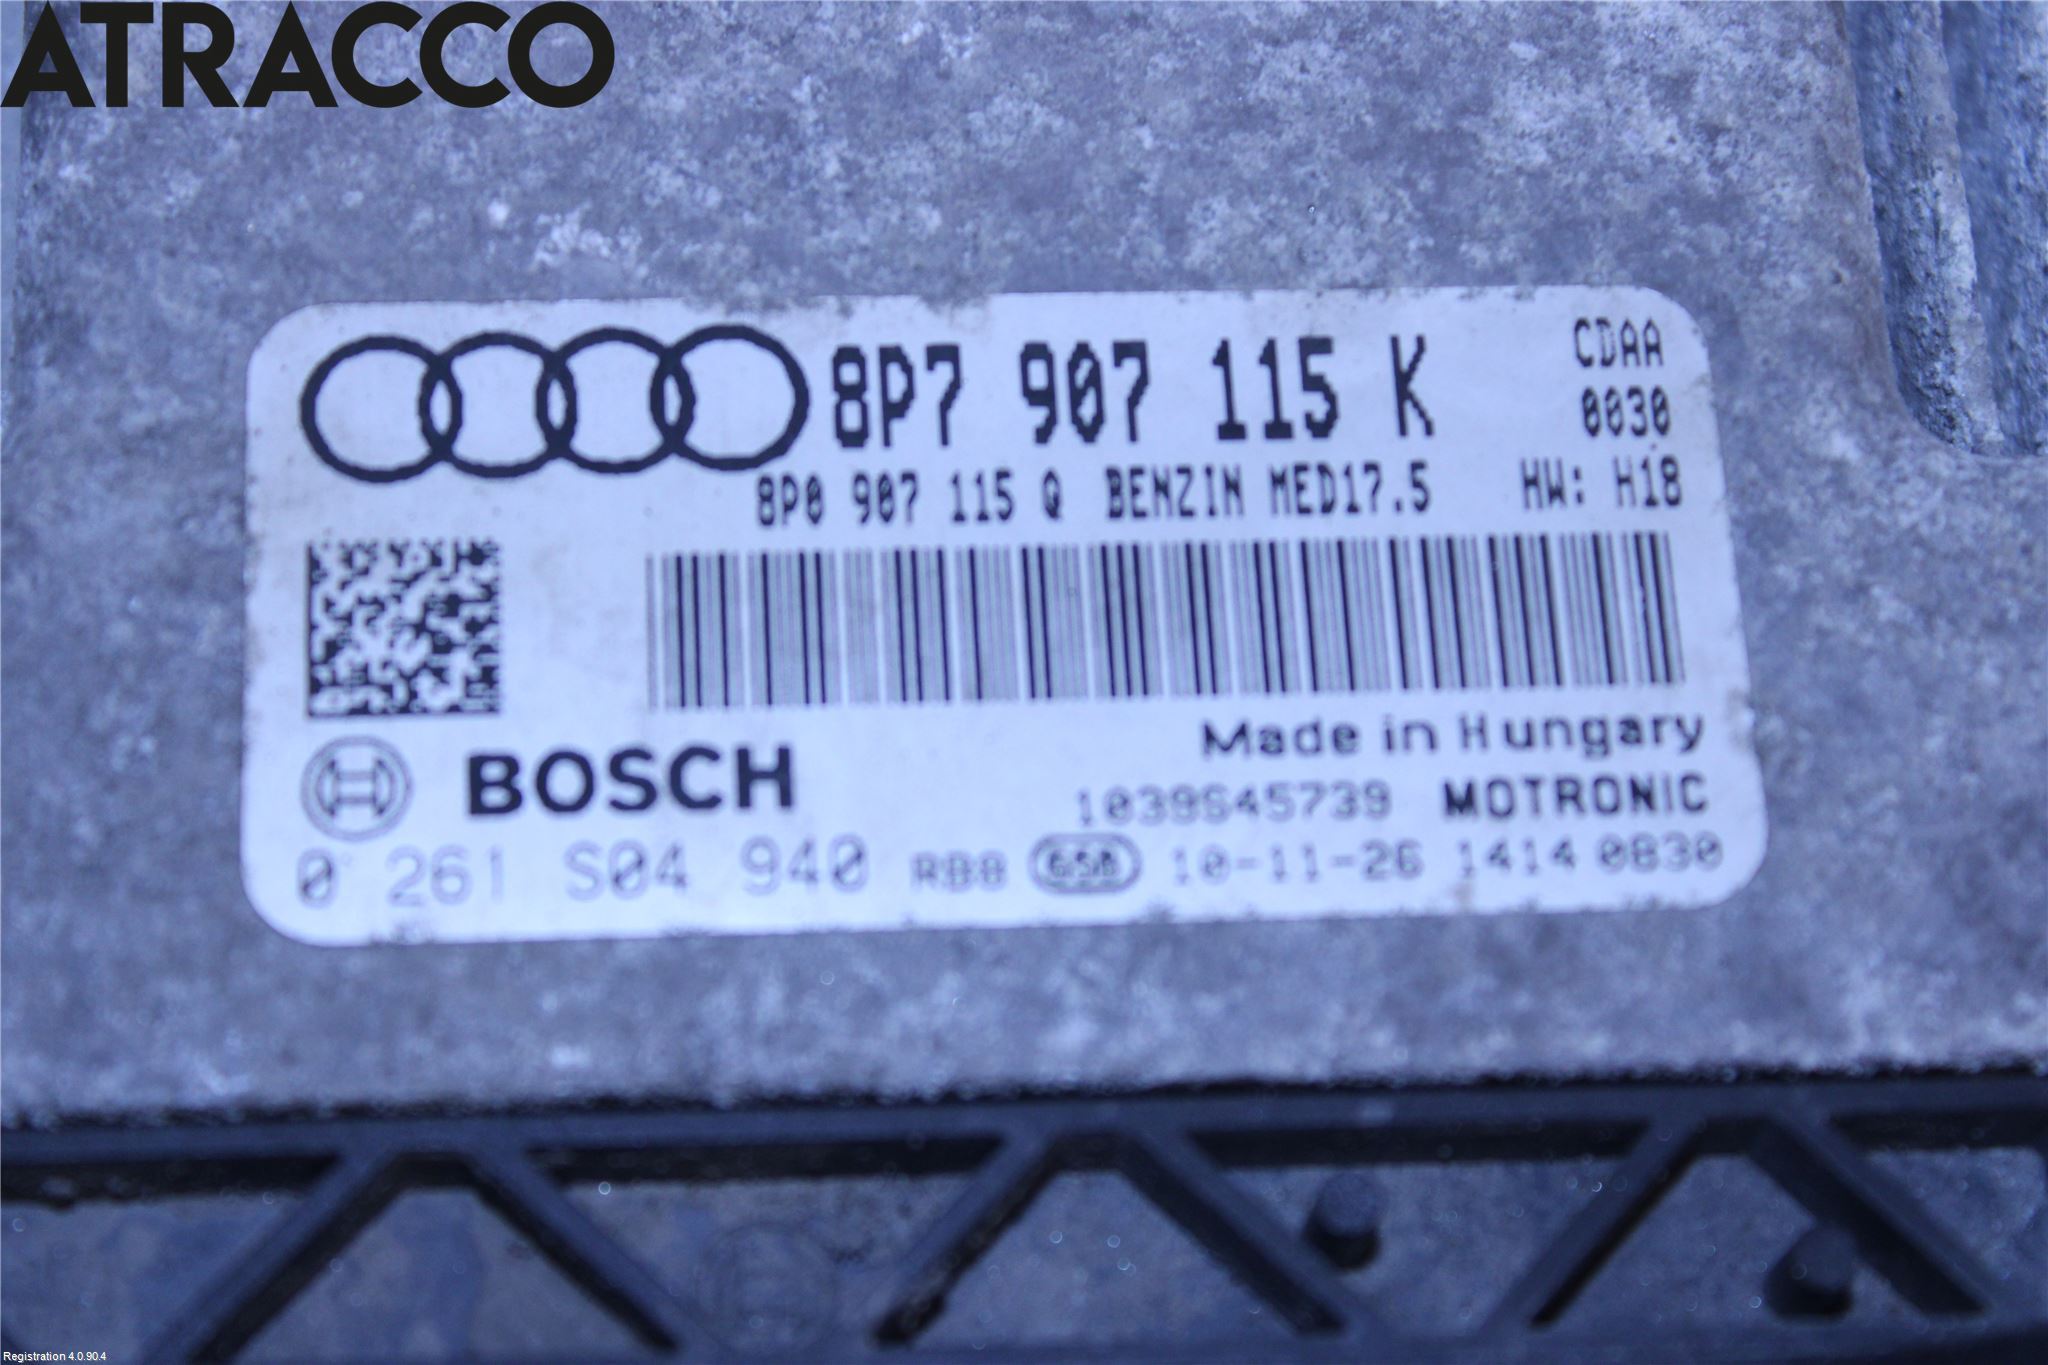 ATRACCO
8P7 907 115 K
CDAA
0030
8P0 907 115 Q BENZIN MED17.5 HW: H18
Made in Hungary
BOSCH
1039S45739 MOTRONIC
0 261 S04 940 RB8 GSB 10-11-26 1414 0830
Registration 4.0.90.4